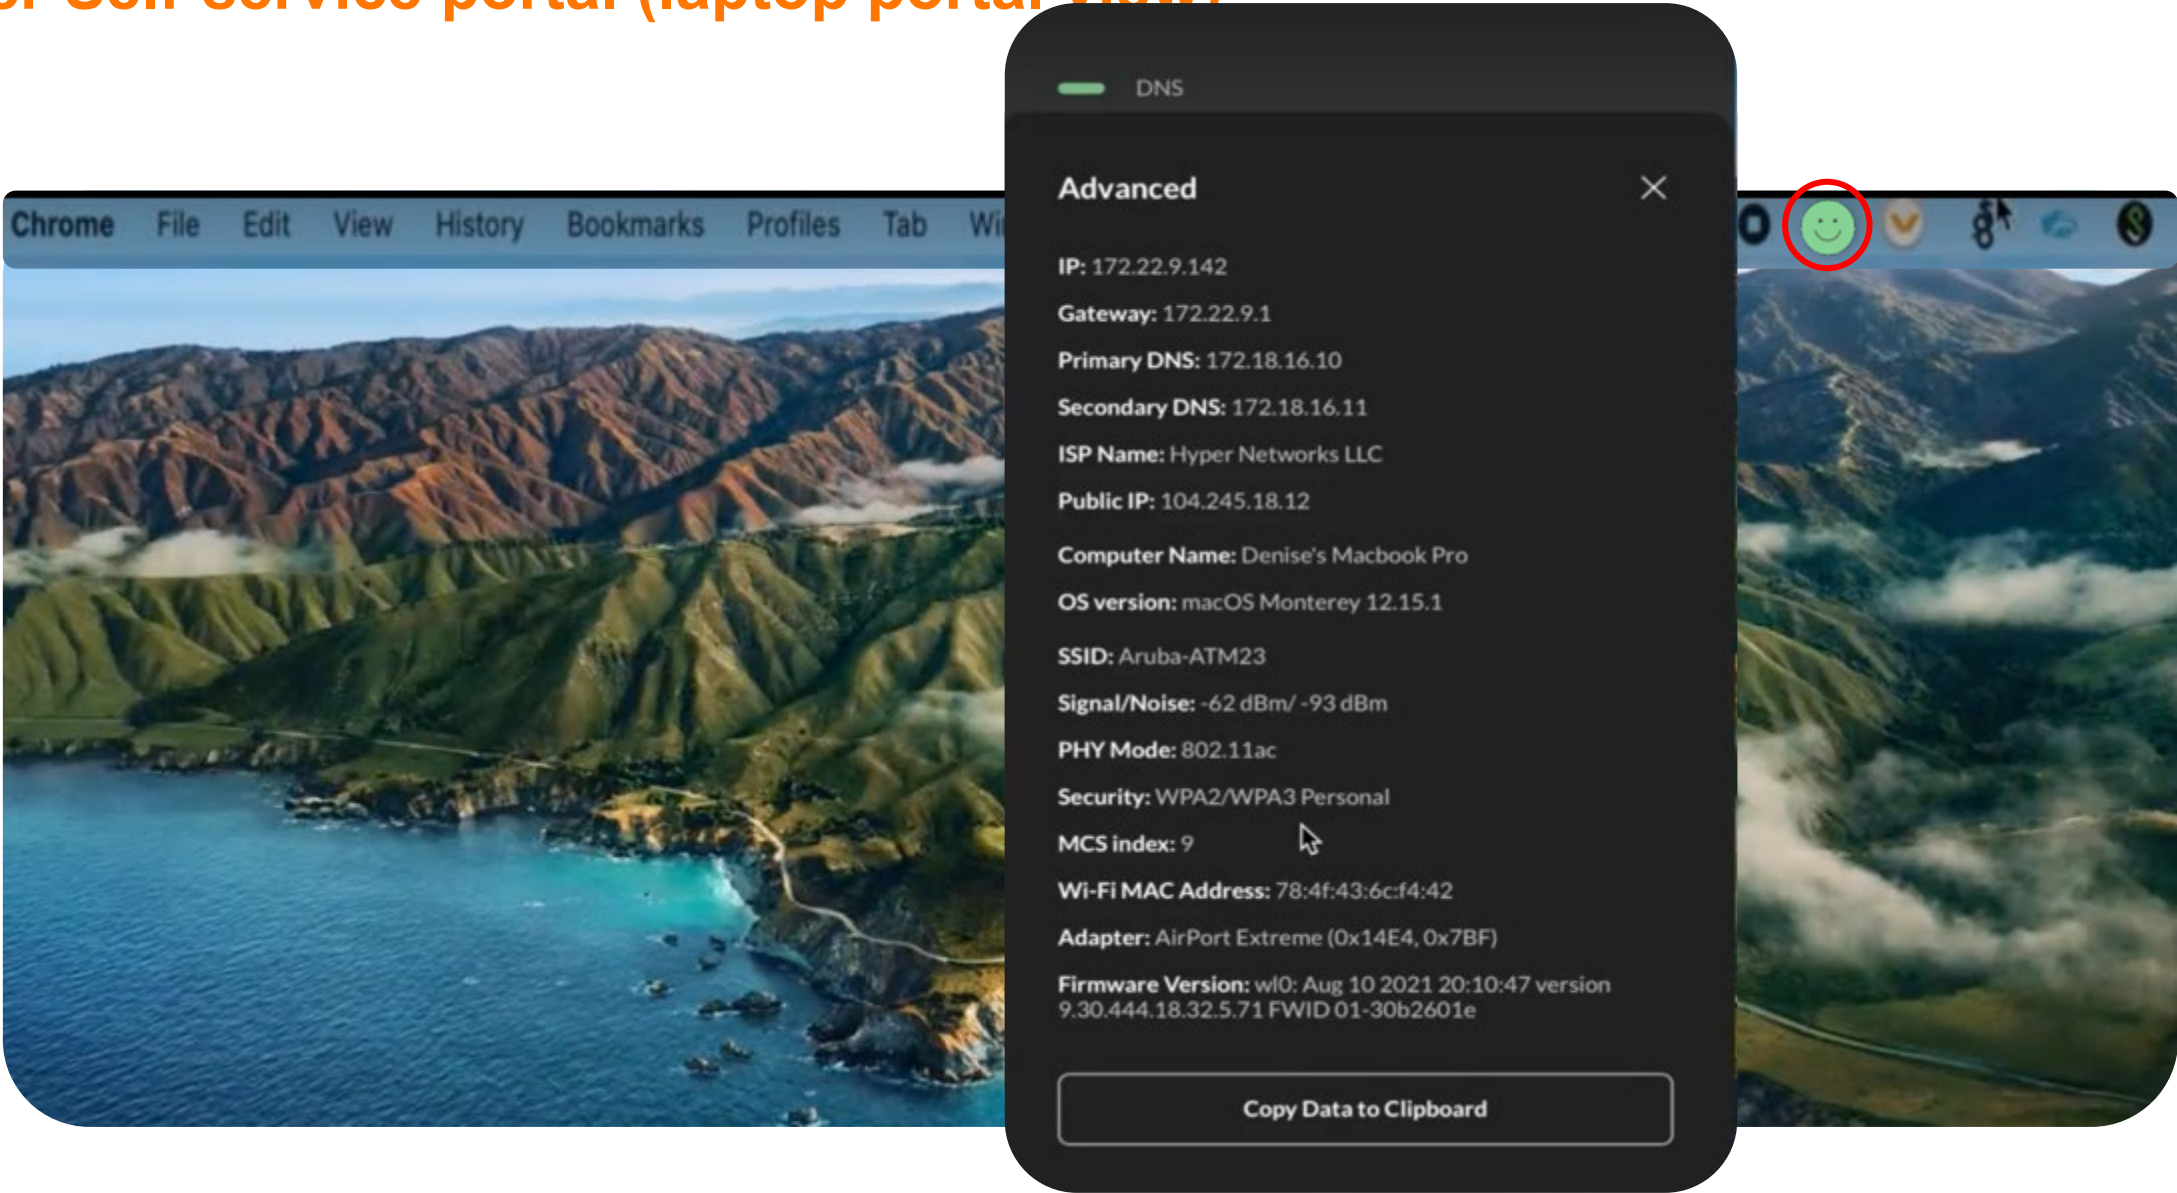 Self-service portal (laptop portal view)
DNS
Advanced
Chrome File Edit View History Bookmarks Profiles Tab
IP: 172.22.9.142
Gateway: 172.22.9.1
Primary DNS: 172.18.16.10
Secondary DNS: 172.18.16.11
ISP Name: Hyper Networks LLC
Public IP: 104.245.18.12
Computer Name: Denise's Macbook Pro
OS version: macOS Monterey 12.15.1
SSID: Aruba-ATM23
Signal/Noise: -62 dBm/ -93 dBm
PHY Mode: 802.11ac
Security: WPA2/WPA3 Personal
MCS index: 9
Wi-Fi MAC Address: 78:4f:43:6c:f4:42
Adapter: AirPort Extreme (0x14E4, 0x7BF)
Firmware Version: wl0: Aug 10 2021 20:10:47 version
9.30.444.18.32.5.71 FWID 01-30b2601e
Copy Data to Clipboard